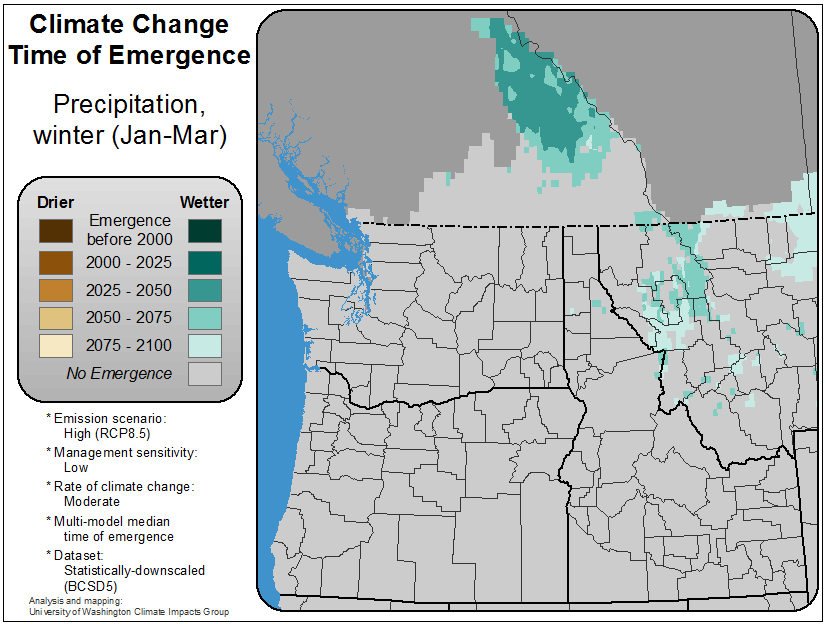 Climate Change
Time of Emergence
Precipitation,
winter (Jan-Mar)
Drier Wetter
Emergence
before 2000
2000 - 2025
2025 - 2050
2050 - 2075
2075 - 2100
No Emergence
* Emission scenario:
High (RCP8.5)
* Management sensitivity:
Low
* Rate of climate change:
Moderate
* Multi-model median
time of emergence
* Dataset:
Statistically-downscaled
(BCSD5)
Analysis and mapping:
University of Washington Climate Impacts Group